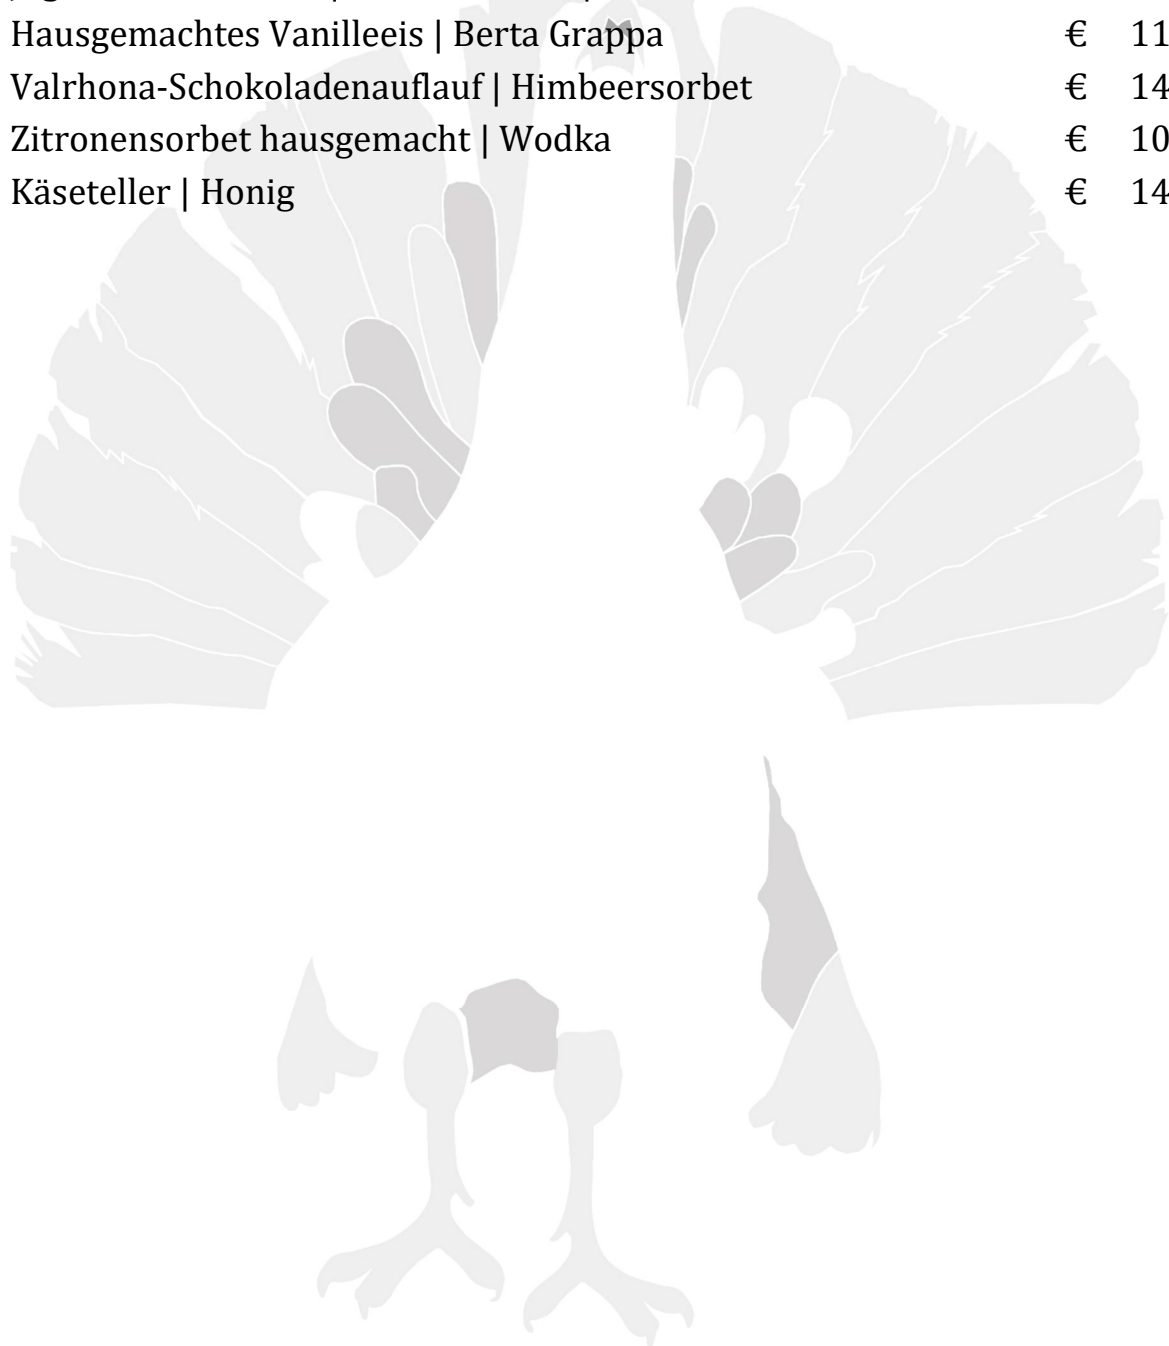 Hausgemachtes Vanilleeis | Berta Grappa € 11
Valrhona-Schokoladenauflauf | Himbeersorbet € 14
Zitronensorbet hausgemacht | Wodka € 10
Käseteller | Honig € 14